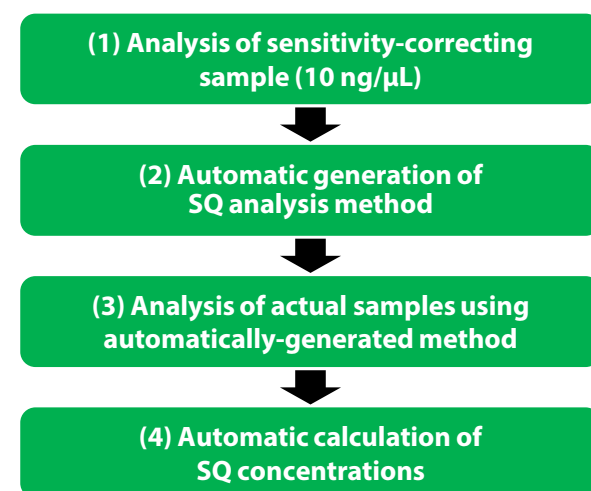 (1) Analysis of sensitivity-correcting
sample (10 ng/µL)
(2) Automatic generation of
SQ analysis method
(3) Analysis of actual samples using
automatically-generated method
(4) Automatic calculation of
SQ concentrations